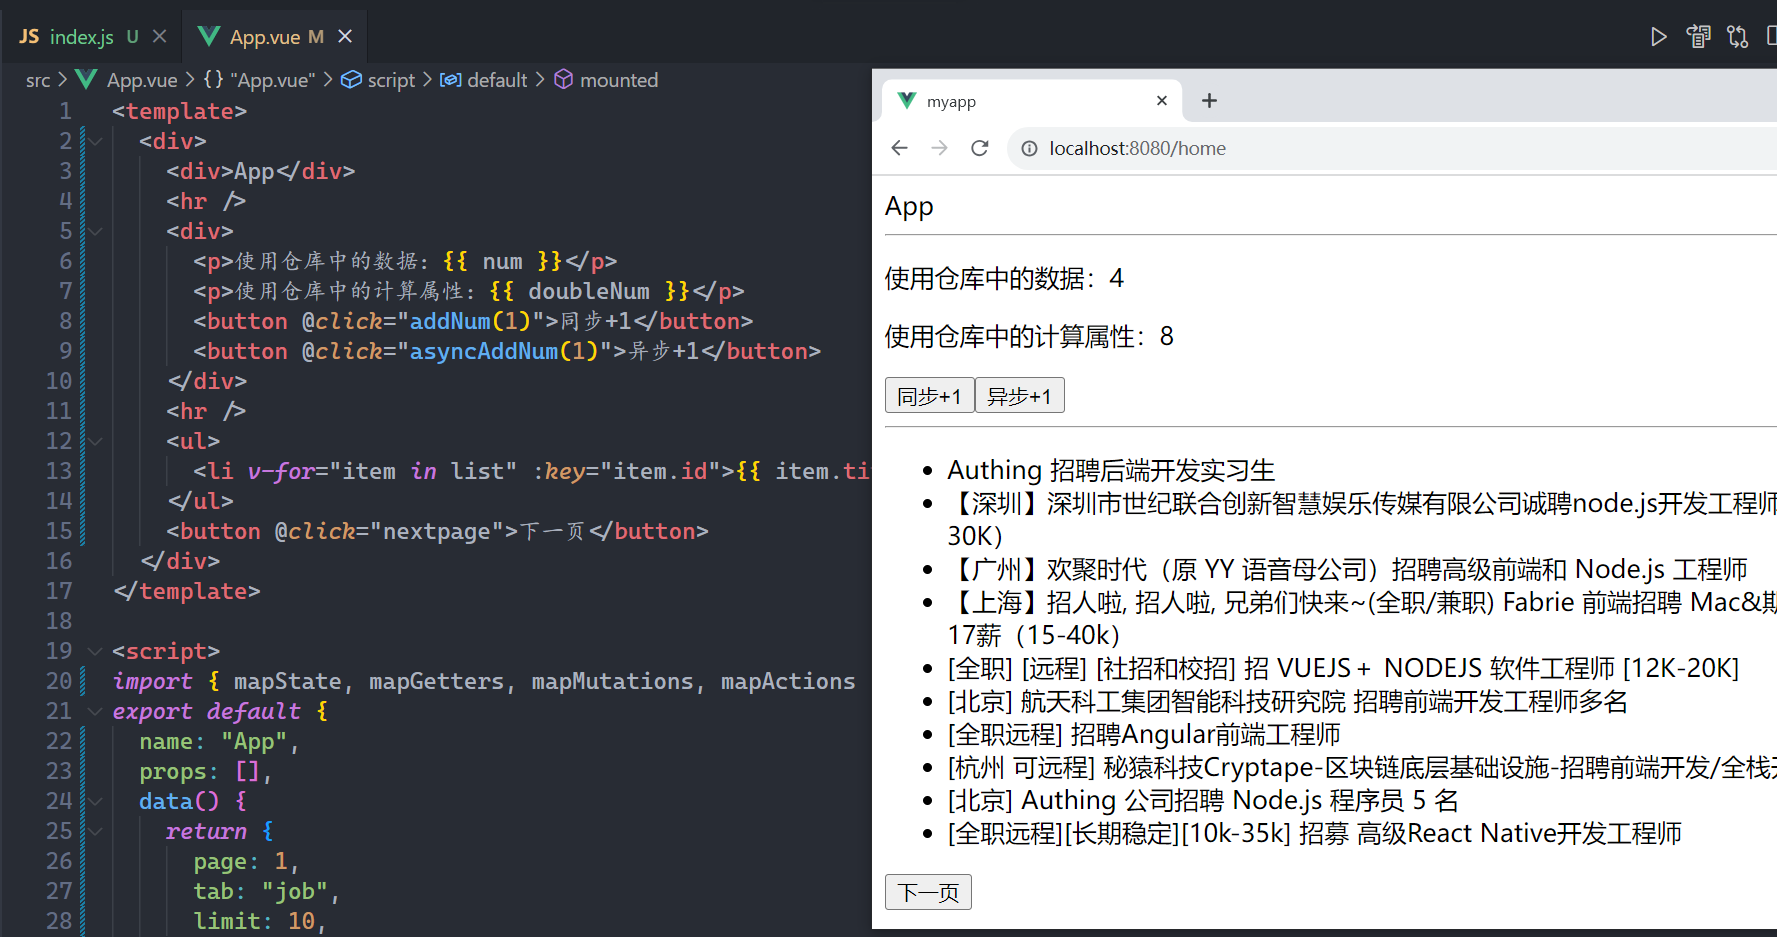 JS index.js U
App.vue M
src > App.vue > {} "App.vue" > script > default > mounted
1 <template>
2 <div>
3 <div>App</div>
4 <hr />
5 <div>
6 <p>使用仓库中的数据: {{ num }}</p>
7 <p>使用仓库中的计算属性: {{ doubleNum }}</p>
8 <button @click="addNum(1)">同步+1</button>
9 <button @click="asyncAddNum(1)">异步+1</button>
10 </div>
11 <hr />
12 <ul>
13 <li v-for="item in list" :key="item.id">{{ item.ti
14 </ul>
15 <button @click="nextpage">下一页</button>
16 </div>
17 </template>
18
19 <script>
20 import { mapState, mapGetters, mapMutations, mapActions
21 export default {
22 name: "App",
23 props: [],
24 data() {
25 return {
26 page: 1,
27 tab: "job",
28 limit: 10,
myapp
localhost:8080/home
App
使用仓库中的数据：4
使用仓库中的计算属性：8
同步+1 异步+1
Authing 招聘后端开发实习生
【深圳】深圳市世纪联合创新智慧娱乐传媒有限公司诚聘node.js开发工程师
30K）
【广州】欢聚时代（原 YY 语音母公司）招聘高级前端和 Node.js 工程师
【上海】招人啦, 招人啦, 兄弟们快来~(全职/兼职) Fabrie 前端招聘 Mac&期
17薪（15-40k）
[全职] [远程] [社招和校招] 招 VUEJS＋ NODEJS 软件工程师 [12K-20K]
[北京] 航天科工集团智能科技研究院 招聘前端开发工程师多名
[全职远程] 招聘Angular前端工程师
[杭州 可远程] 秘猿科技Cryptape-区块链底层基础设施-招聘前端开发/全栈开
[北京] Authing 公司招聘 Node.js 程序员 5 名
[全职远程][长期稳定][10k-35k] 招募 高级React Native开发工程师
下一页